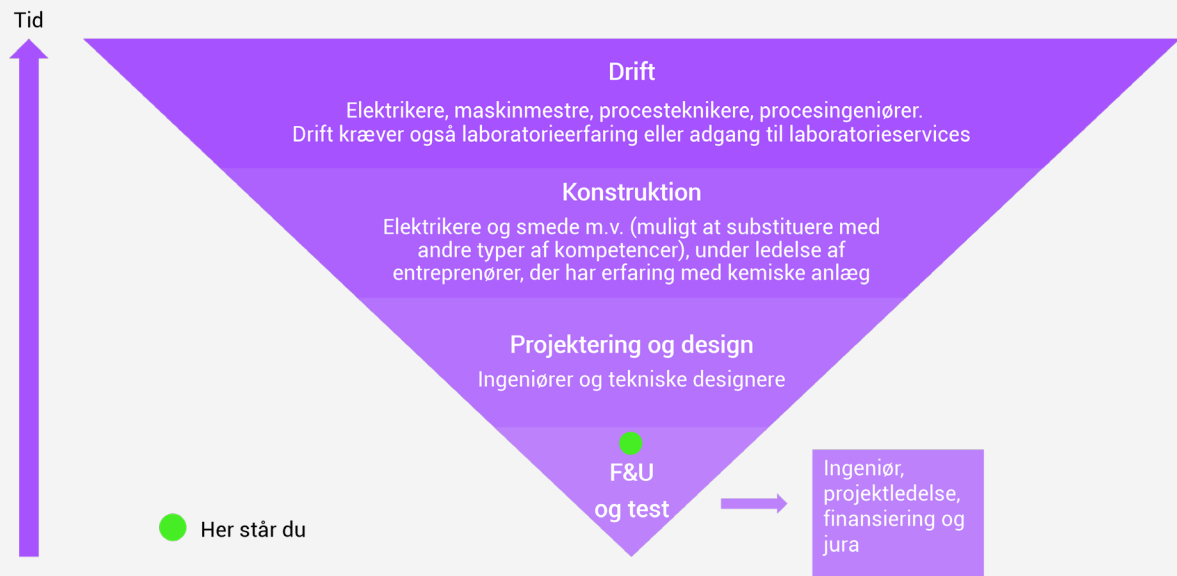 Tid
Drift
Elektrikere, maskinmestre, procesteknikere, procesingeniører.
Drift kræver også laboratorieerfaring eller adgang til laboratorieservices
Konstruktion
Elektrikere og smede m.v. (muligt at substituere med
andre typer af kompetencer), under ledelse af
entreprenører, der har erfaring med kemiske anlæg
Projektering og design
Ingeniører og tekniske designere
F&U
og test
Ingeniør,
projektledelse,
finansiering og
jura
Her står du